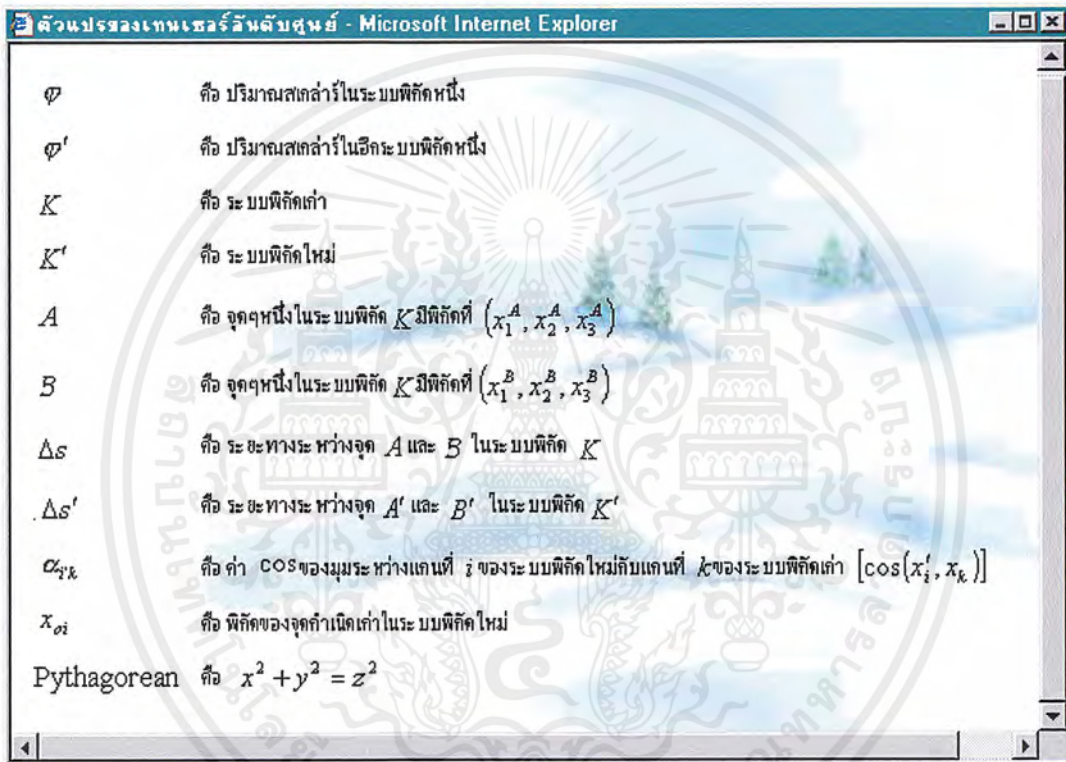 ตัวแปรของเทนเซอร์อันดับศูนย์ - Microsoft Internet Explorer
φ คือ ปริมาณสเกล่าร์ในระบบพิกัดหนึ่ง
φ' คือ ปริมาณสเกล่าร์ในอีกระบบพิกัดหนึ่ง
K คือ ระบบพิกัดเก่า
K' คือ ระบบพิกัดใหม่
A คือ จุดๆหนึ่งในระบบพิกัด K มีพิกัดที่ (x₁ᴬ, x₂ᴬ, x₃ᴬ)
B คือ จุดๆหนึ่งในระบบพิกัด K มีพิกัดที่ (x₁ᴮ, x₂ᴮ, x₃ᴮ)
Δs คือ ระยะทางระหว่างจุด A และ B ในระบบพิกัด K
Δs' คือ ระยะทางระหว่างจุด A' และ B' ในระบบพิกัด K'
α_{i'k} คือ ค่า cos ของมุมระหว่างแกนที่ i ของระบบพิกัดใหม่กับแกนที่ k ของระบบพิกัดเก่า [cos(x'_i, x_k)]
x_{oi} คือ พิกัดของจุดกำเนิดเก่าในระบบพิกัดใหม่
Pythagorean คือ x² + y² = z²